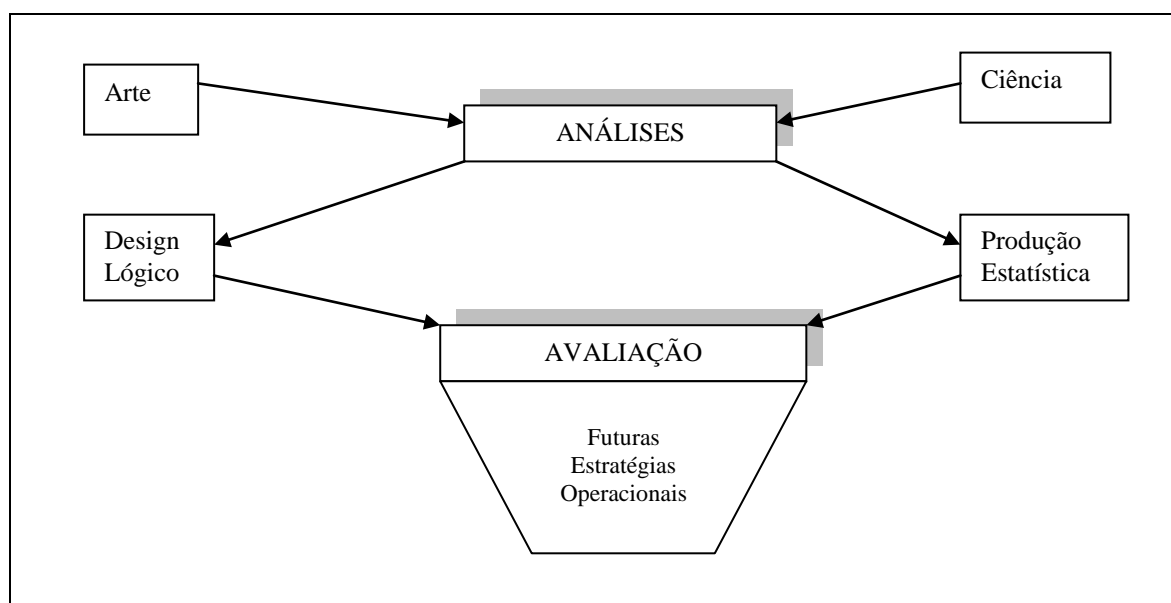 Arte
Ciência
ANÁLISES
Design
Lógico
Produção
Estatística
AVALIAÇÃO
Futuras
Estratégias
Operacionais